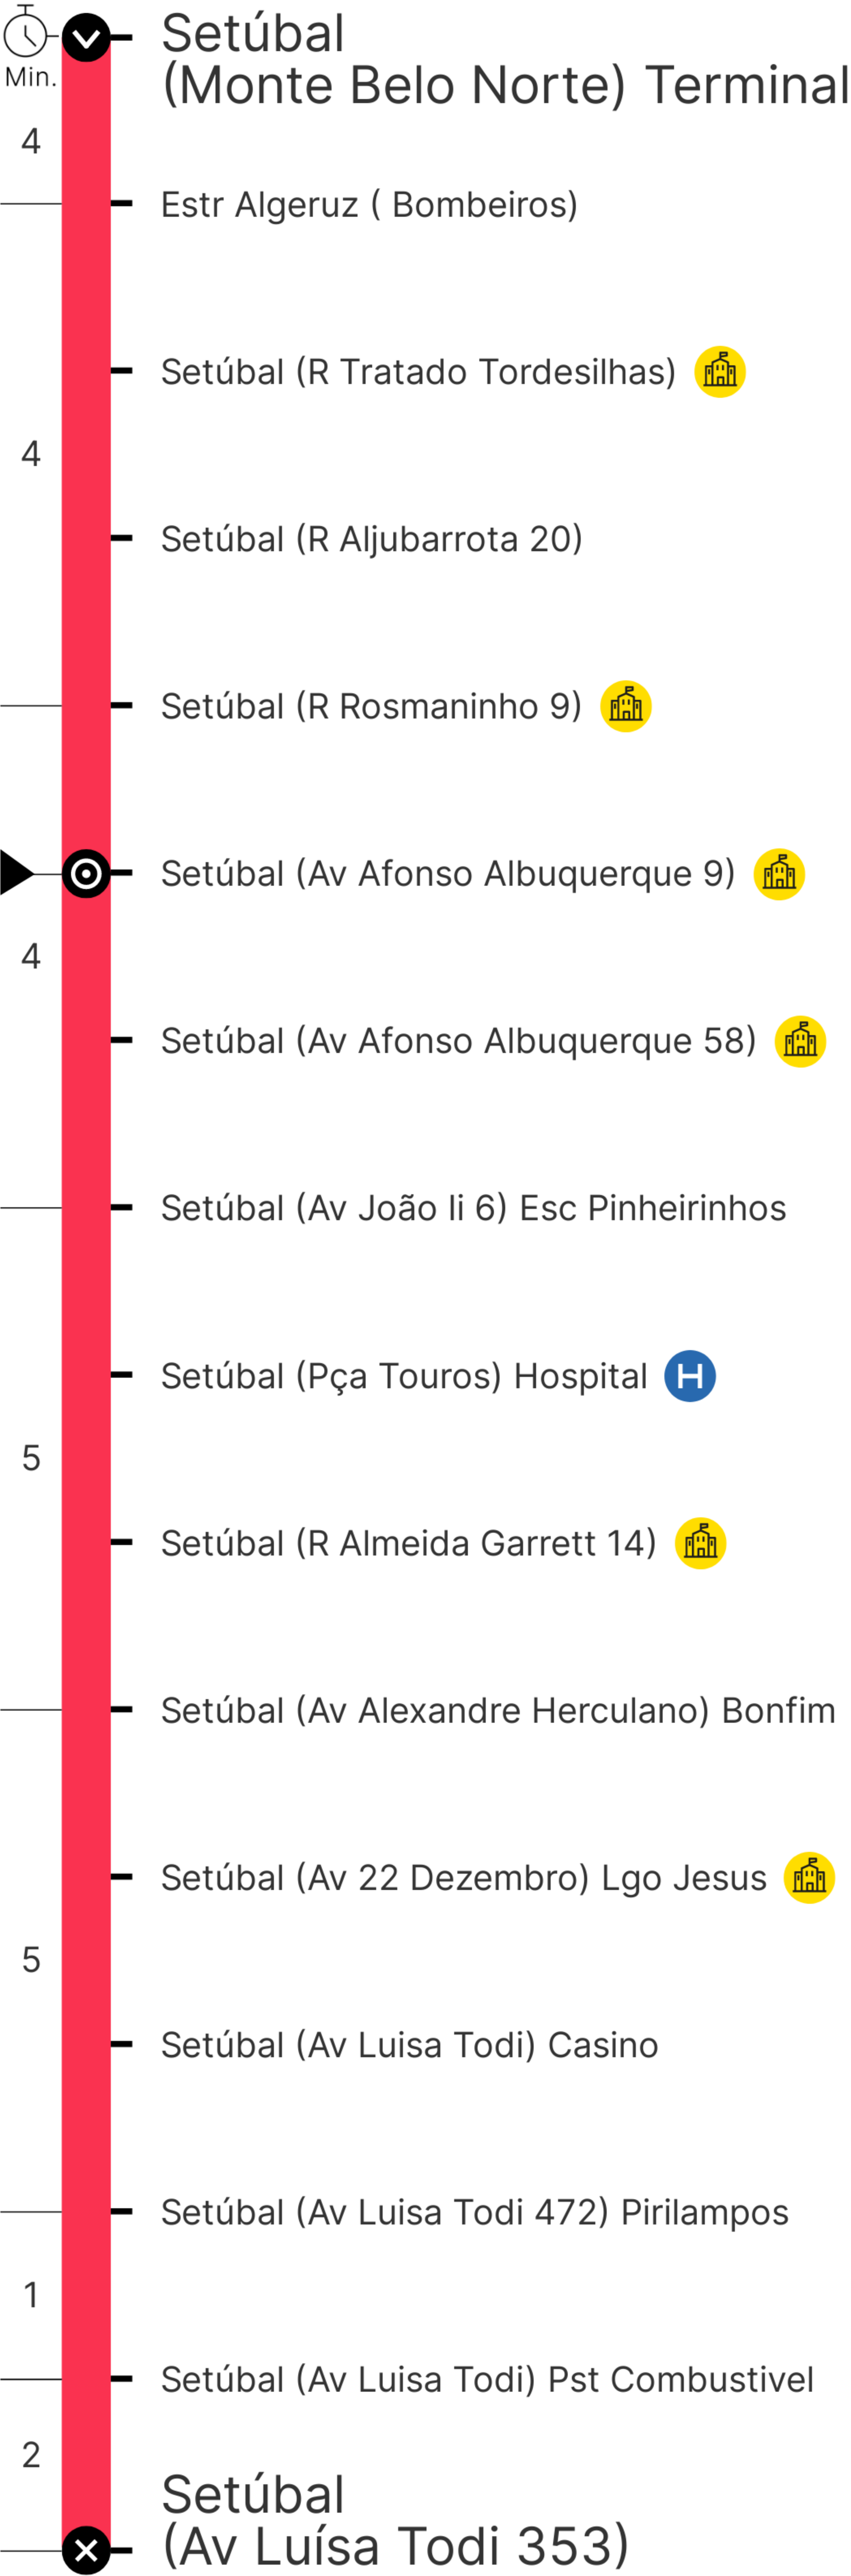 Setúbal
(Monte Belo Norte) Terminal
Min.
4
Estr Algeruz ( Bombeiros)
Setúbal (R Tratado Tordesilhas)
4
Setúbal (R Aljubarrota 20)
Setúbal (R Rosmaninho 9)
Setúbal (Av Afonso Albuquerque 9)
4
Setúbal (Av Afonso Albuquerque 58)
Setúbal (Av João Ii 6) Esc Pinheirinhos
Setúbal (Pça Touros) Hospital H
5
Setúbal (R Almeida Garrett 14)
Setúbal (Av Alexandre Herculano) Bonfim
Setúbal (Av 22 Dezembro) Lgo Jesus
5
Setúbal (Av Luisa Todi) Casino
Setúbal (Av Luisa Todi 472) Pirilampos
1
Setúbal (Av Luisa Todi) Pst Combustivel
2
Setúbal
(Av Luísa Todi 353)